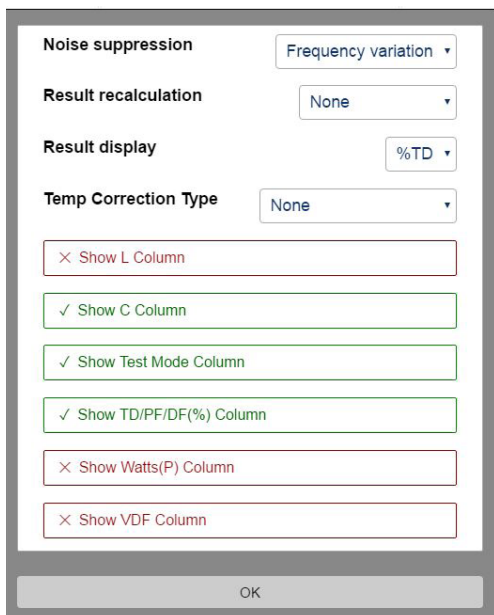 Noise suppression Frequency variation
Result recalculation None
Result display %TD
Temp Correction Type None
✕ Show L Column
✓ Show C Column
✓ Show Test Mode Column
✓ Show TD/PF/DF(%) Column
✕ Show Watts(P) Column
✕ Show VDF Column
OK